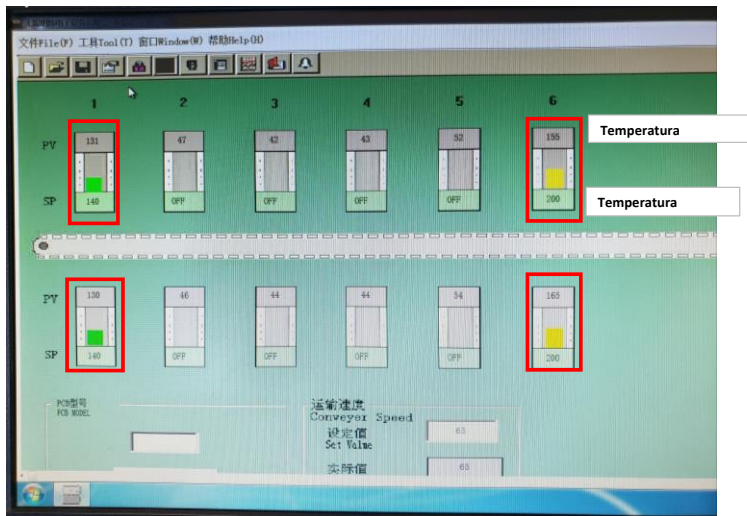 文件File(F) 工具Tool(T) 窗口Window(W) 帮助Help(H)
1 2 3 4 5 6
PV 131 47 42 43 52 155 Temperatura
SP 140 OFF OFF OFF OFF 200 Temperatura
PV 130 46 44 44 54 165
SP 140 OFF OFF OFF OFF 200
PCB型号
PCB MODEL
运输速度
Conveyer Speed
设定值 65
Set Value
实际值 65